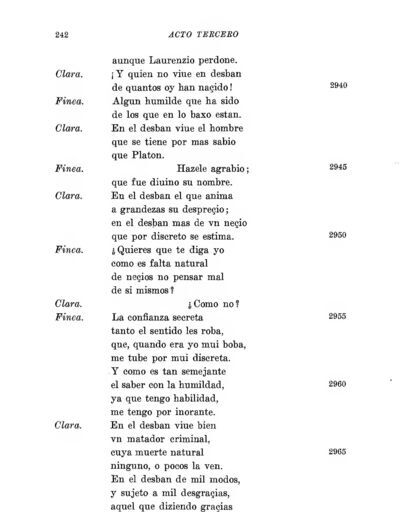 242 ACTO TERCERO
aunque Laurenzio perdone.
Clara. ¡Y quien no viue en desban
de quantos oy han naçido! 2940
Finea. Algun humilde que ha sido
de los que en lo baxo estan.
Clara. En el desban viue el hombre
que se tiene por mas sabio
que Platon.
Finea. Hazele agrabio; 2945
que fue diuino su nombre.
Clara. En el desban el que anima
a grandezas su despreçio;
en el desban mas de vn neçio
que por discreto se estima. 2950
Finea. ¿Quieres que te diga yo
como es falta natural
de neçios no pensar mal
de si mismos?
Clara. ¿Como no?
Finea. La confianza secreta 2955
tanto el sentido les roba,
que, quando era yo mui boba,
me tube por mui discreta.
Y como es tan semejante
el saber con la humildad, 2960
ya que tengo habilidad,
me tengo por inorante.
Clara. En el desban viue bien
vn matador criminal,
cuya muerte natural 2965
ninguno, o pocos la ven.
En el desban de mil modos,
y sujeto a mil desgraçias,
aquel que diziendo graçias